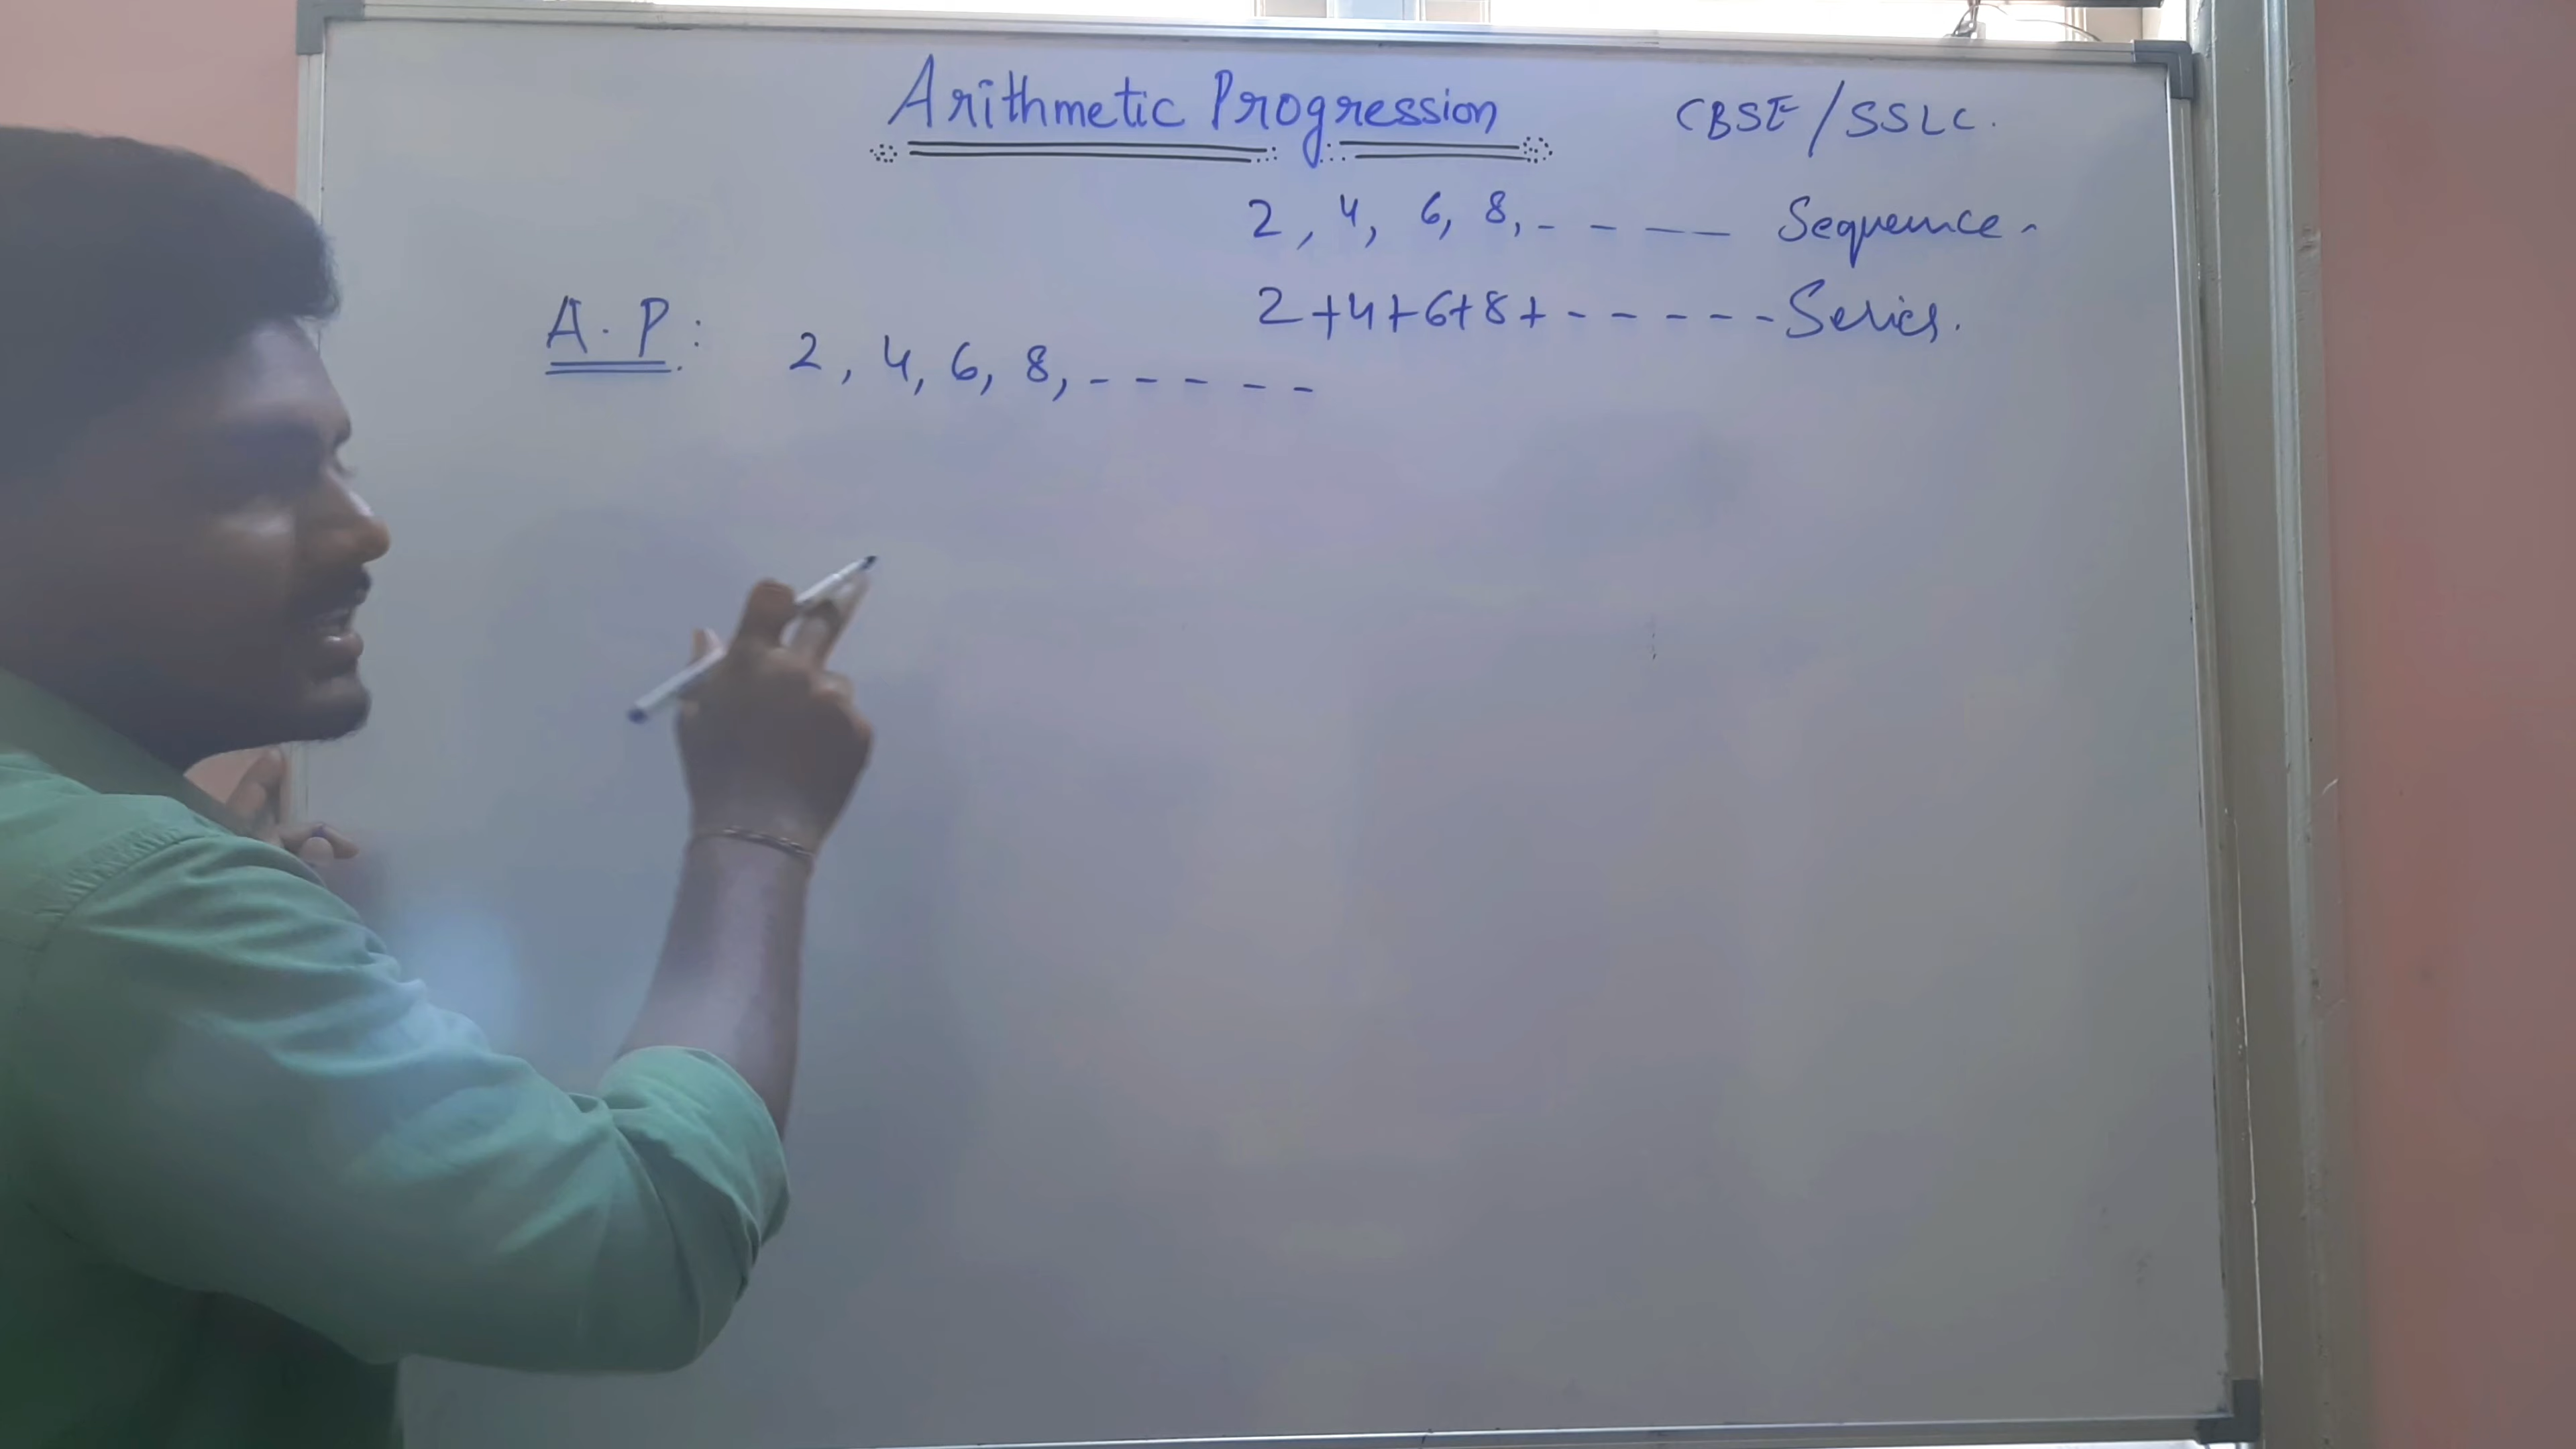 Arithmetic Progression
CBSE/SSLC.
2, 4, 6, 8, - - - - Sequence
2+4+6+8+ - - - - - Series.
A.P: 2, 4, 6, 8, - - - - -